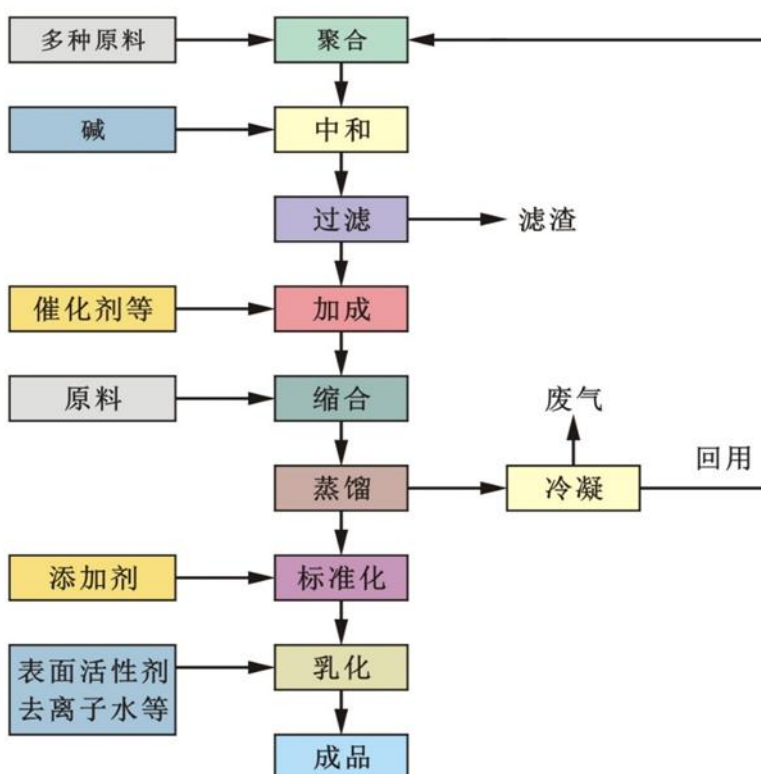 多种原料
聚合
碱
中和
过滤
滤渣
催化剂等
加成
原料
缩合
废气
回用
蒸馏
冷凝
添加剂
标准化
表面活性剂
去离子水等
乳化
成品